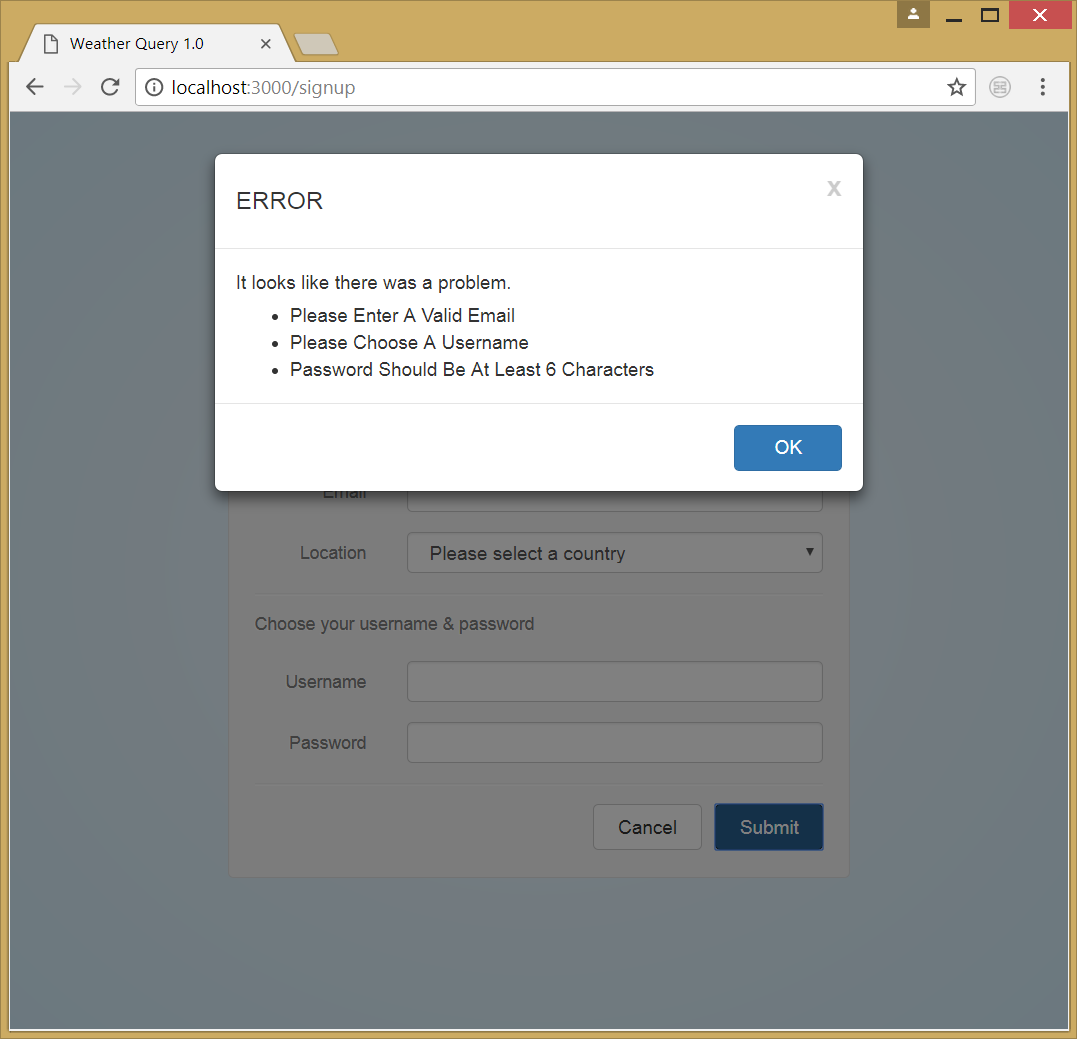 Weather Query 1.0
localhost:3000/signup
ERROR
X
It looks like there was a problem.
• Please Enter A Valid Email
• Please Choose A Username
• Password Should Be At Least 6 Characters
OK
Email
Location Please select a country
Choose your username & password
Username
Password
Cancel Submit